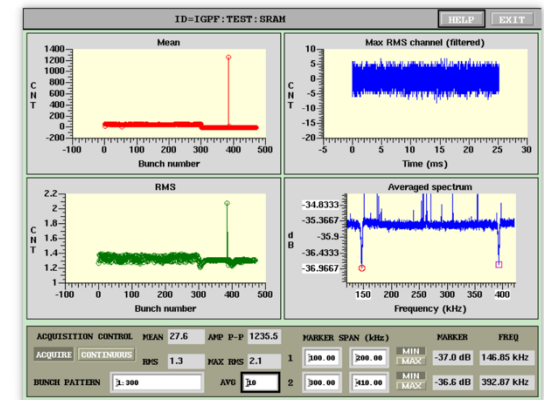 ID=IGPF:TEST:SRAM HELP EXIT
Mean
1400
1200
1000
800
600
400
200
0
-200
CNT
-100 0 100 200 300 400 500
Bunch number
Max RMS channel (filtered)
10
5
0
-5
-10
-15
-20
CNT
-5 0 5 10 15 20 25 30
Time (ms)
RMS
2.2
2
1.8
1.6
1.4
1.2
1
CNT
-100 0 100 200 300 400 500
Bunch number
Averaged spectrum
-34.8333
-35.3667
-35.9
-36.4333
-36.9667
dB
150 200 250 300 350 400
Frequency (kHz)
ACQUISITION CONTROL MEAN 27.6 AMP P-P 1235.5 MARKER SPAN (kHz) MARKER FREQ
ACQUIRE CONTINUOUS RMS 1.3 MAX RMS 2.1 1 100.00 200.00 MIN MAX -37.0 dB 146.85 kHz
BUNCH PATTERN 1:300 AVG 10 2 300.00 410.00 MIN MAX -36.6 dB 392.87 kHz